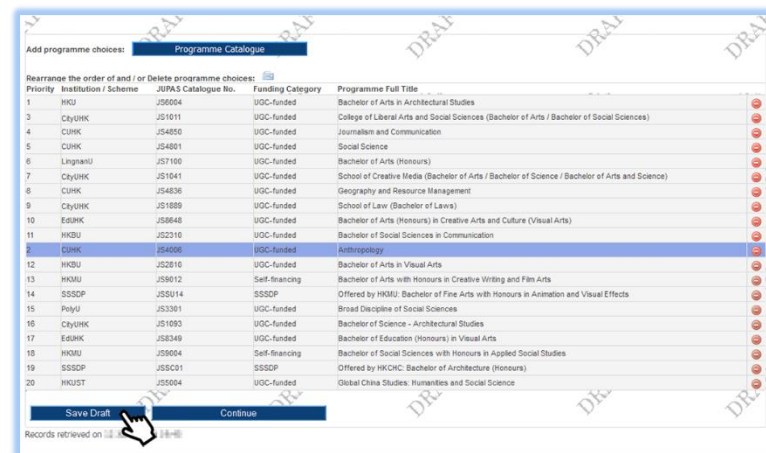 DRAFT DRAFT DRAFT
Add programme choices: Programme Catalogue
Rearrange the order of and / or Delete programme choices:
Priority Institution / Scheme JUPAS Catalogue No. Funding Category Programme Full Title
1 HKU JS6004 UGC-funded Bachelor of Arts in Architectural Studies
3 CityUHK JS1011 UGC-funded College of Liberal Arts and Social Sciences (Bachelor of Arts / Bachelor of Social Sciences)
4 CUHK JS4850 UGC-funded Journalism and Communication
5 CUHK JS4801 UGC-funded Social Science
6 LingnanU JS7100 UGC-funded Bachelor of Arts (Honours)
7 CityUHK JS1041 UGC-funded School of Creative Media (Bachelor of Arts / Bachelor of Science / Bachelor of Arts and Science)
8 CUHK JS4836 UGC-funded Geography and Resource Management
9 CityUHK JS1889 UGC-funded School of Law (Bachelor of Laws)
10 EdUHK JS8648 UGC-funded Bachelor of Arts (Honours) in Creative Arts and Culture (Visual Arts)
11 HKBU JS2310 UGC-funded Bachelor of Social Sciences in Communication
2 CUHK JS4006 UGC-funded Anthropology
12 HKBU JS2810 UGC-funded Bachelor of Arts in Visual Arts
13 HKMU JS9012 Self-financing Bachelor of Arts with Honours in Creative Writing and Film Arts
14 SSSDP JSSU14 SSSDP Offered by HKMU: Bachelor of Fine Arts with Honours in Animation and Visual Effects
15 PolyU JS3301 UGC-funded Broad Discipline of Social Sciences
16 CityUHK JS1093 UGC-funded Bachelor of Science - Architectural Studies
17 EdUHK JS8349 UGC-funded Bachelor of Education (Honours) in Visual Arts
18 HKMU JS9004 Self-financing Bachelor of Social Sciences with Honours in Applied Social Studies
19 SSSDP JSSC01 SSSDP Offered by HKCHC: Bachelor of Architecture (Honours)
20 HKUST JS5004 UGC-funded Global China Studies: Humanities and Social Science
Save Draft Continue
Records retrieved on